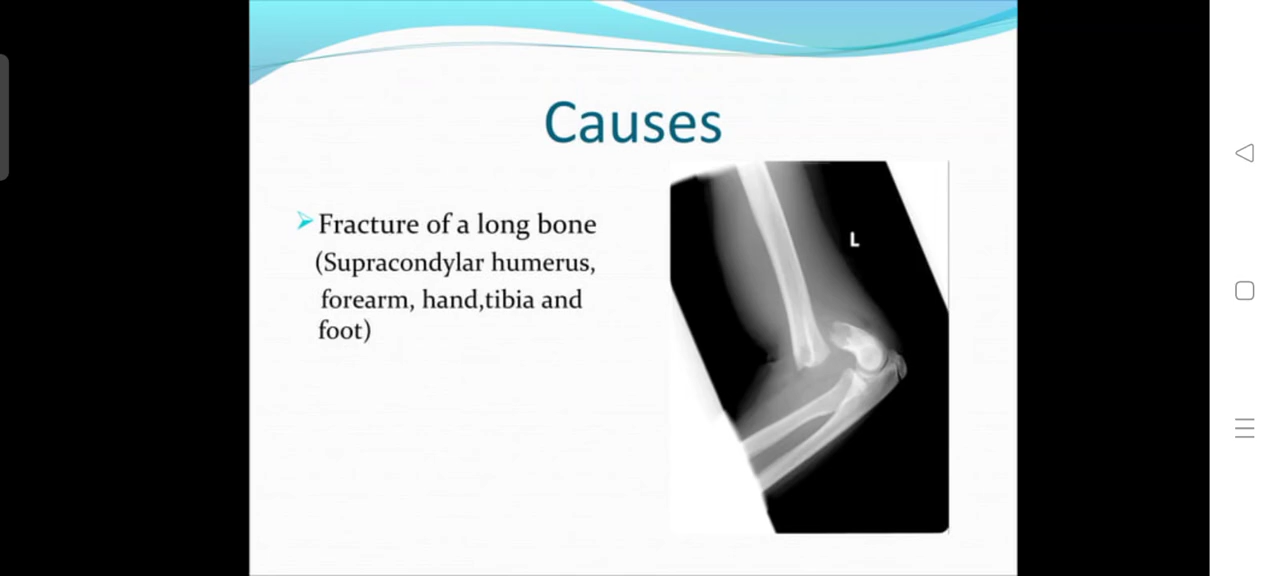 Causes
Fracture of a long bone
(Supracondylar humerus,
forearm, hand,tibia and
foot)
L